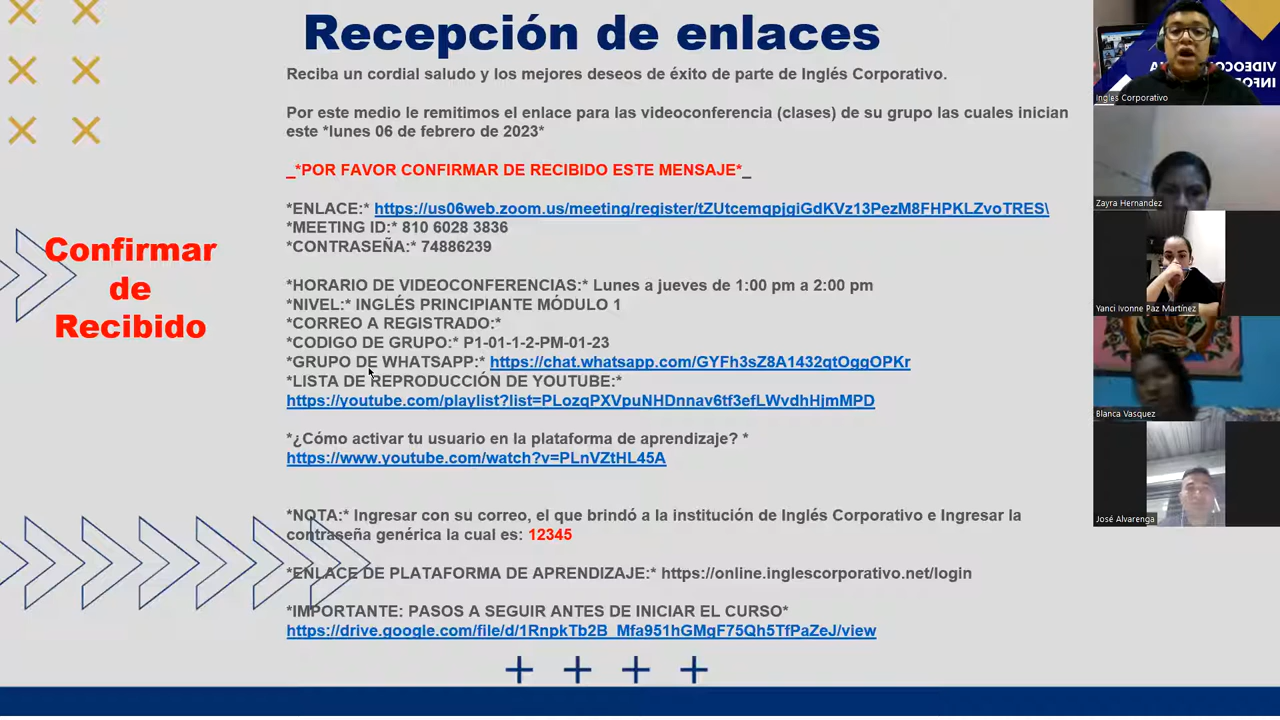 Recepción de enlaces
Reciba un cordial saludo y los mejores deseos de éxito de parte de Inglés Corporativo.
Por este medio le remitimos el enlace para las videoconferencia (clases) de su grupo las cuales inician
este *lunes 06 de febrero de 2023*
_*POR FAVOR CONFIRMAR DE RECIBIDO ESTE MENSAJE*_
*ENLACE:* https://us06web.zoom.us/meeting/register/tZUtcemqpjgiGdKVz13PezM8FHPKLZvoTRES\
*MEETING ID:* 810 6028 3836
*CONTRASEÑA:* 74886239
*HORARIO DE VIDEOCONFERENCIAS:* Lunes a jueves de 1:00 pm a 2:00 pm
*NIVEL:* INGLÉS PRINCIPIANTE MÓDULO 1
*CORREO A REGISTRADO:*
*CODIGO DE GRUPO:* P1-01-1-2-PM-01-23
*GRUPO DE WHATSAPP:* https://chat.whatsapp.com/GYFh3sZ8A1432qtOggOPKr
*LISTA DE REPRODUCCIÓN DE YOUTUBE:*
https://youtube.com/playlist?list=PLozqPXVpuNHDnnav6tf3efLWvdhHjmMPD
*¿Cómo activar tu usuario en la plataforma de aprendizaje? *
https://www.youtube.com/watch?v=PLnVZtHL45A
*NOTA:* Ingresar con su correo, el que brindó a la institución de Inglés Corporativo e Ingresar la
contraseña genérica la cual es: 12345
*ENLACE DE PLATAFORMA DE APRENDIZAJE:* https://online.inglescorporativo.net/login
*IMPORTANTE: PASOS A SEGUIR ANTES DE INICIAR EL CURSO*
https://drive.google.com/file/d/1RnpkTb2B_Mfa951hGMgF75Qh5TfPaZeJ/view
Confirmar
de
Recibido
Ingles Corporativo
Zayra Hernandez
Yanci Ivonne Paz Martínez
Blanca Vasquez
José Alvarenga